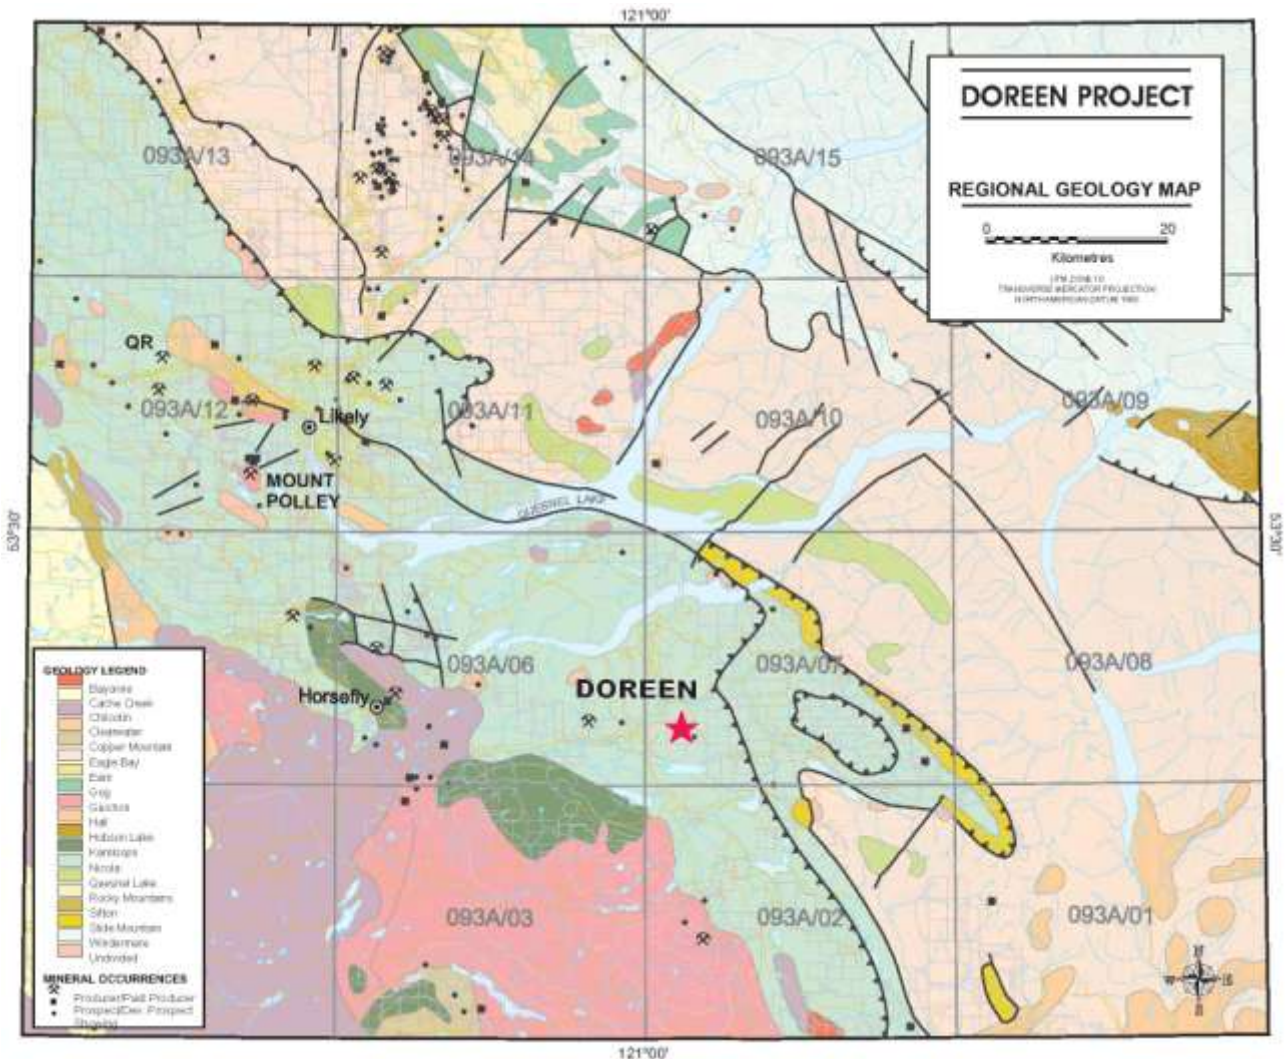 121°00'
DOREEN PROJECT
REGIONAL GEOLOGY MAP
0 20
Kilometres
093A/13
093A/14
093A/15
QR
093A/12
Likely
093A/11
093A/10
093A/09
MOUNT
POLLEY
QUESNEL LAKE
53°30'
53°30'
093A/06
093A/07
093A/08
Horsefly
DOREEN
093A/03
093A/02
093A/01
GEOLOGY LEGEND
Bayonne
Cache Creek
Chilcotin
Clearwater
Copper Mountain
Eagle Bay
Earn
Gog
Guichon
Hall
Hobson Lake
Kamloops
Nicola
Quesnel Lake
Rocky Mountains
Sifton
Slide Mountain
Windermere
Undivided
MINERAL OCCURRENCES
Producer/Past Producer
Prospect/Dev. Prospect
Showing
N
W E
S
121°00'